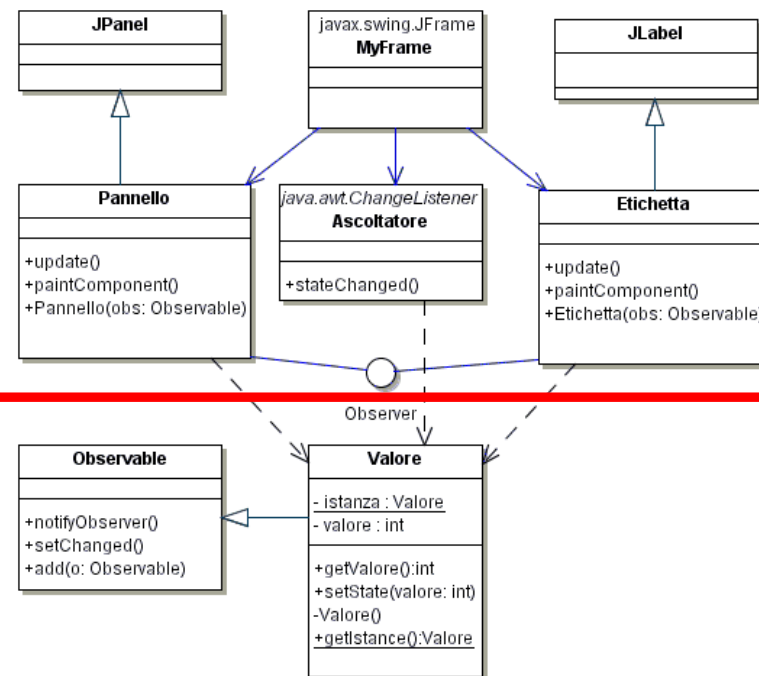 JPanel
javax.swing.JFrame
MyFrame
JLabel
Pannello
+update()
+paintComponent()
+Pannello(obs: Observable)
java.awt.ChangeListener
Ascoltatore
+stateChanged()
Etichetta
+update()
+paintComponent()
+Etichetta(obs: Observable)
Observer
Observable
+notifyObserver()
+setChanged()
+add(o: Observable)
Valore
- istanza : Valore
- valore : int
+getValore():int
+setState(valore: int)
-Valore()
+getIstance():Valore